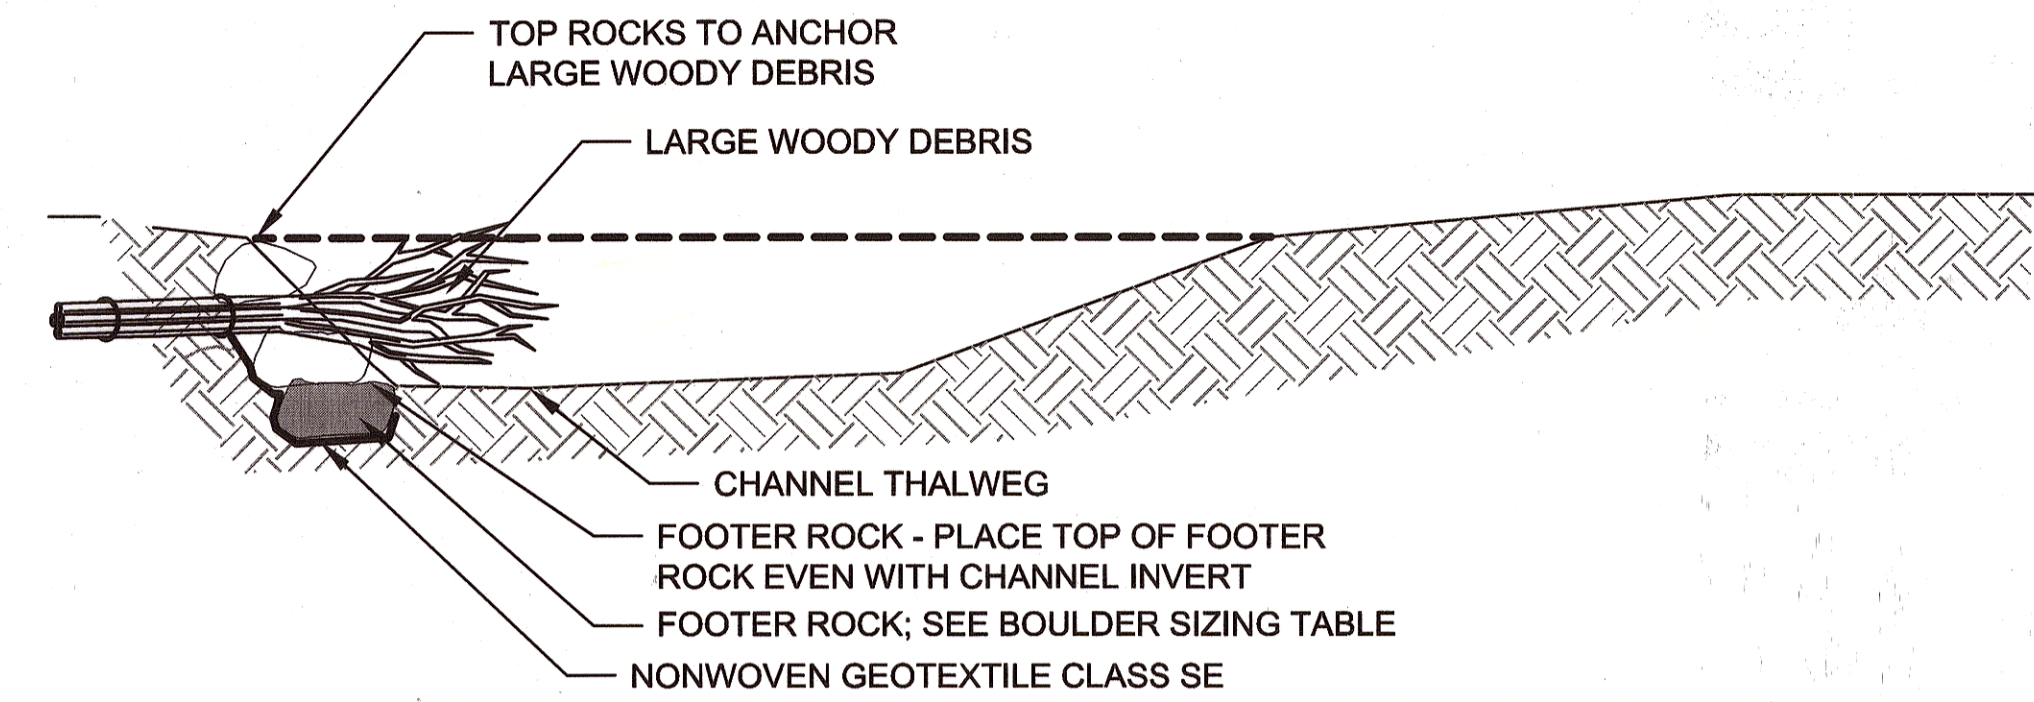 TOP ROCKS TO ANCHOR
LARGE WOODY DEBRIS
LARGE WOODY DEBRIS
CHANNEL THALWEG
FOOTER ROCK - PLACE TOP OF FOOTER
ROCK EVEN WITH CHANNEL INVERT
FOOTER ROCK; SEE BOULDER SIZING TABLE
NONWOVEN GEOTEXTILE CLASS SE